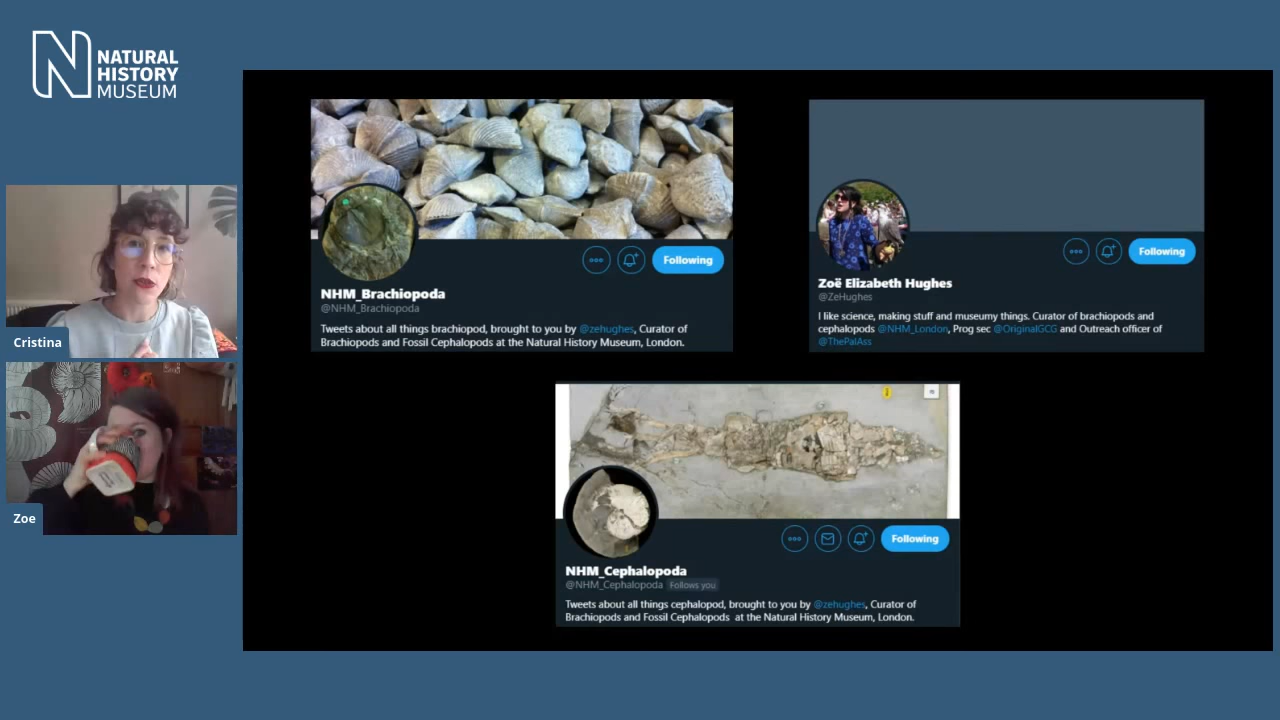 NATURAL
HISTORY
MUSEUM
Cristina
Zoe
Following
NHM_Brachiopoda
@NHM_Brachiopoda
Tweets about all things brachiopod, brought to you by @zehughes, Curator of
Brachiopods and Fossil Cephalopods at the Natural History Museum, London.
Following
Zoë Elizabeth Hughes
@ZeHughes
I like science, making stuff and museumy things. Curator of brachiopods and
cephalopods @NHM_London, Prog sec @OriginalGCG and Outreach officer of
@ThePalAss
Following
NHM_Cephalopoda
@NHM_Cephalopoda Follows you
Tweets about all things cephalopod, brought to you by @zehughes, Curator of
Brachiopods and Fossil Cephalopods at the Natural History Museum, London.